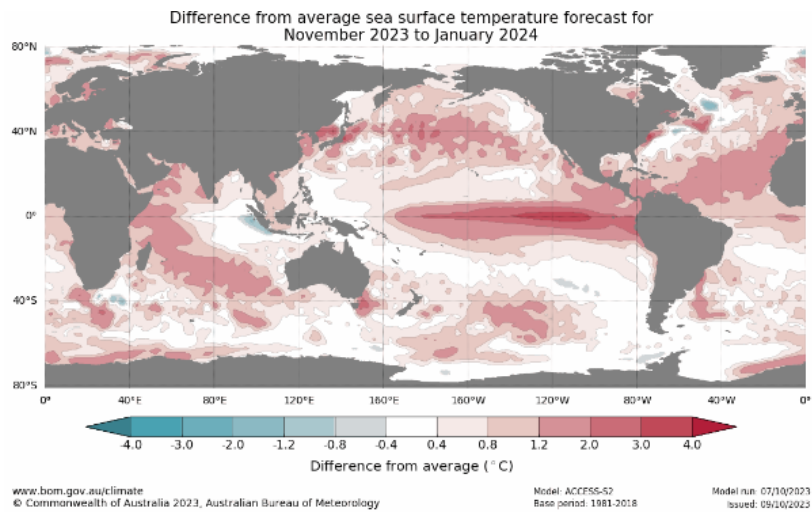 Difference from average sea surface temperature forecast for
November 2023 to January 2024
80°N
40°N
0°
40°S
80°S
0° 40°E 80°E 120°E 160°E 160°W 120°W 80°W 40°W 0°
-4.0 -3.0 -2.0 -1.2 -0.8 -0.4 0.4 0.8 1.2 2.0 3.0 4.0
Difference from average (°C)
www.bom.gov.au/climate
© Commonwealth of Australia 2023, Australian Bureau of Meteorology
Model: ACCESS-S2
Base period: 1981-2018
Model run: 07/10/2023
Issued: 09/10/2023